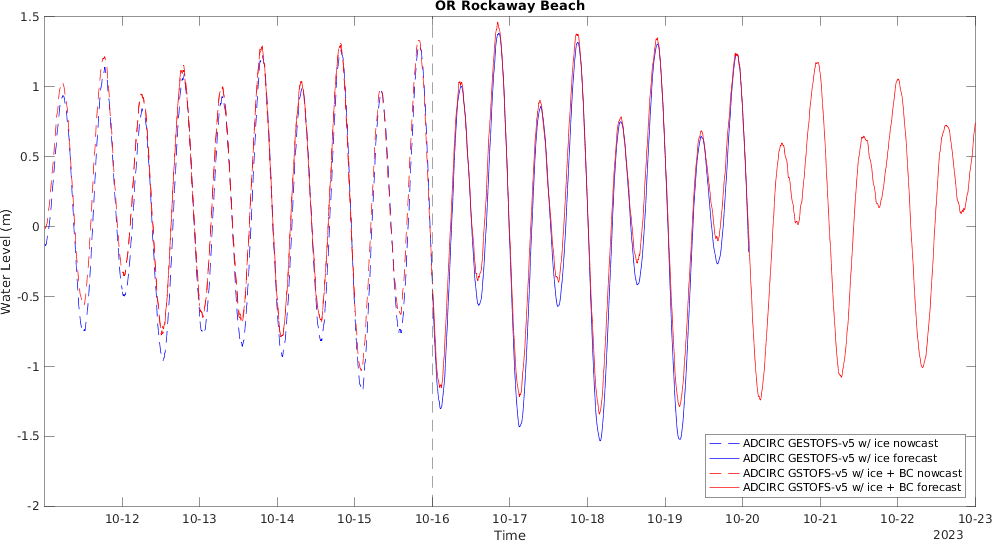 OR Rockaway Beach
1.5
1
0.5
0
-0.5
-1
-1.5
-2
Water Level (m)
10-12 10-13 10-14 10-15 10-16 10-17 10-18 10-19 10-20 10-21 10-22 10-23
Time
2023
ADCIRC GESTOFS-v5 w/ ice nowcast
ADCIRC GESTOFS-v5 w/ ice forecast
ADCIRC GSTOFS-v5 w/ ice + BC nowcast
ADCIRC GSTOFS-v5 w/ ice + BC forecast